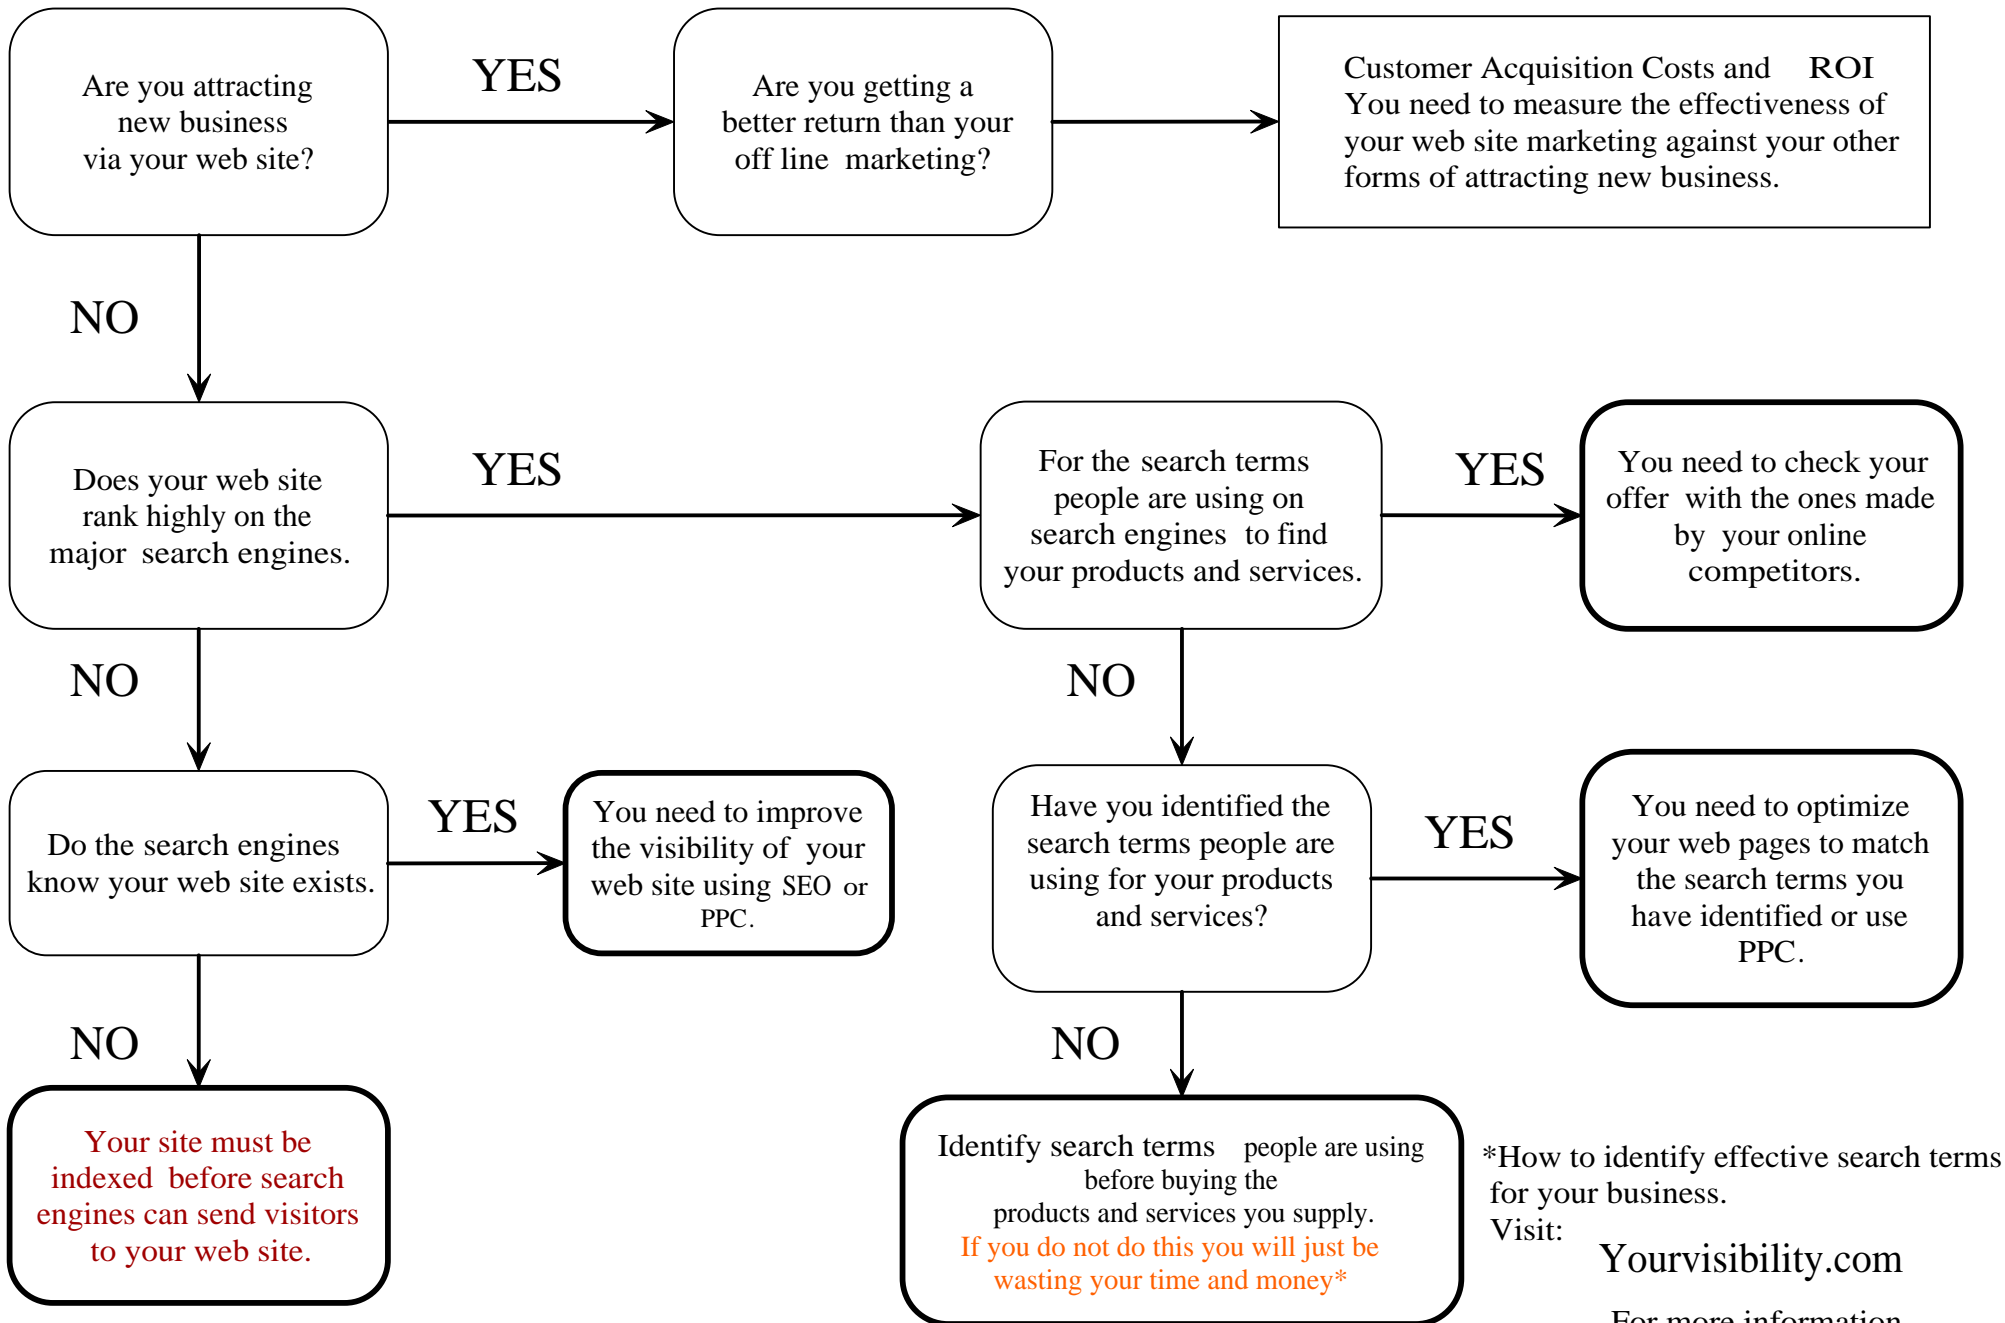 Are you attracting
new business
via your web site?
YES
Are you getting a
better return than your
off line marketing?
Customer Acquisition Costs and ROI
You need to measure the effectiveness of
your web site marketing against your other
forms of attracting new business.
NO
Does your web site
rank highly on the
major search engines.
YES
For the search terms
people are using on
search engines to find
your products and services.
YES
You need to check your
offer with the ones made
by your online
competitors.
NO
NO
Do the search engines
know your web site exists.
YES
You need to improve
the visibility of your
web site using SEO or
PPC.
Have you identified the
search terms people are
using for your products
and services?
YES
You need to optimize
your web pages to match
the search terms you
have identified or use
PPC.
NO
NO
Your site must be
indexed before search
engines can send visitors
to your web site.
Identify search terms people are using
before buying the
products and services you supply.
If you do not do this you will just be
wasting your time and money*
*How to identify effective search terms
for your business.
Visit:
Yourvisibility.com
For more information